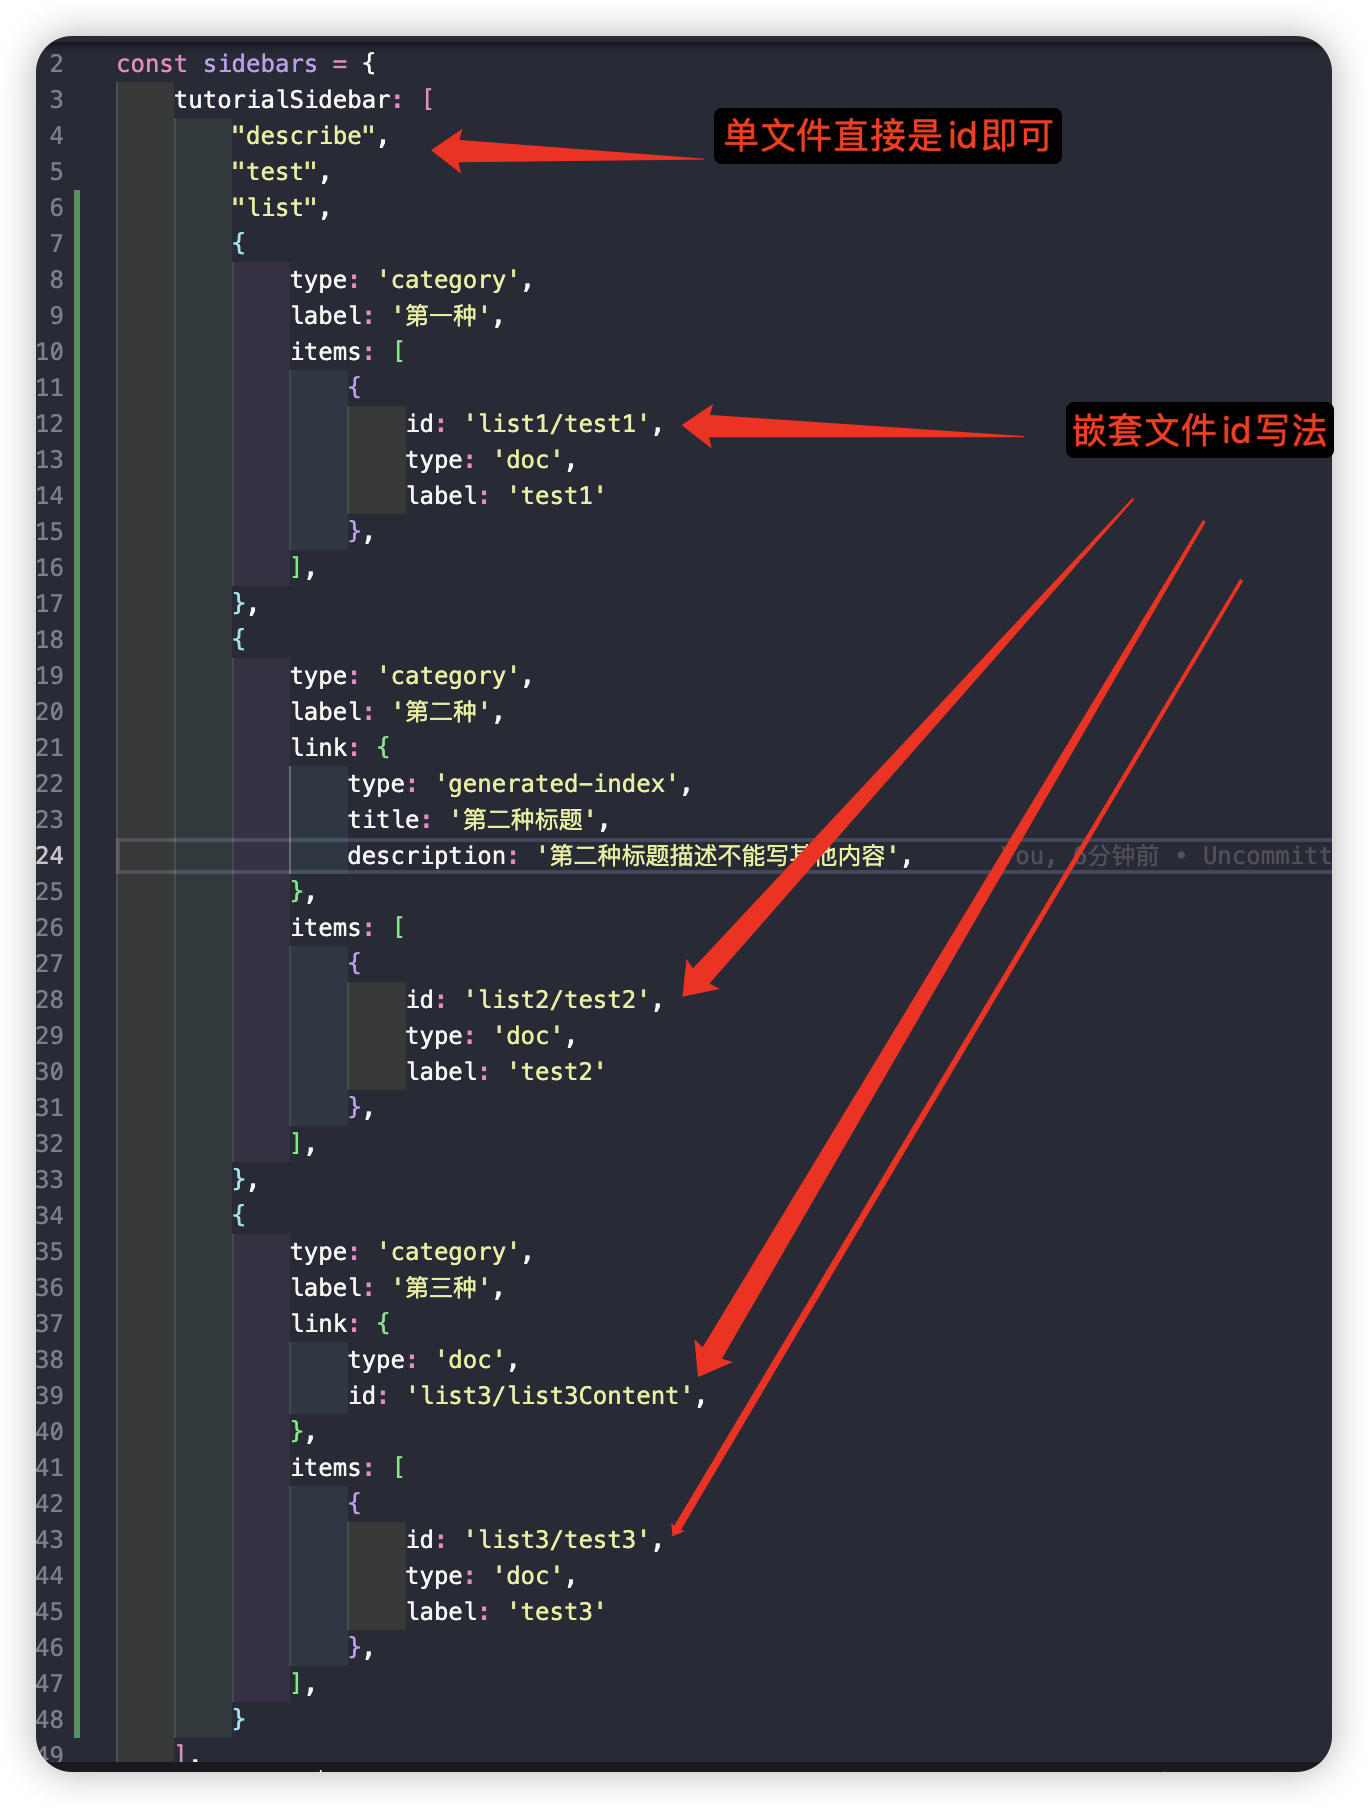 2 const sidebars = {
3 tutorialSidebar: [
4 "describe",
单文件直接是id即可
5 "test",
6 "list",
7 {
8 type: 'category',
9 label: '第一种',
10 items: [
11 {
12 id: 'list1/test1',
嵌套文件id写法
13 type: 'doc',
14 label: 'test1'
15 },
16 ],
17 },
18 {
19 type: 'category',
20 label: '第二种',
21 link: {
22 type: 'generated-index',
23 title: '第二种标题',
24 description: '第二种标题描述不能写其他内容', You, 6分钟前 • Uncommitt
25 },
26 items: [
27 {
28 id: 'list2/test2',
29 type: 'doc',
30 label: 'test2'
31 },
32 ],
33 },
34 {
35 type: 'category',
36 label: '第三种',
37 link: {
38 type: 'doc',
39 id: 'list3/list3Content',
40 },
41 items: [
42 {
43 id: 'list3/test3',
44 type: 'doc',
45 label: 'test3'
46 },
47 ],
48 }
49 ],